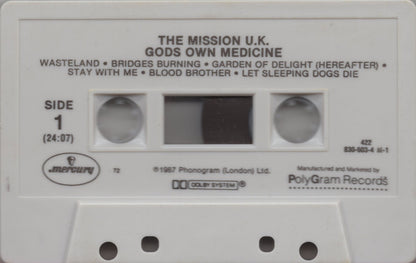 THE MISSION U.K.
GODS OWN MEDICINE
WASTELAND • BRIDGES BURNING • GARDEN OF DELIGHT (HEREAFTER) •
STAY WITH ME • BLOOD BROTHER • LET SLEEPING DOGS DIE
SIDE
1
(24:07)
422
830-603-4 M-1
mercury
72
©1987 Phonogram (London) Ltd.
DOLBY SYSTEM ®
Manufactured and Marketed by
PolyGram Records